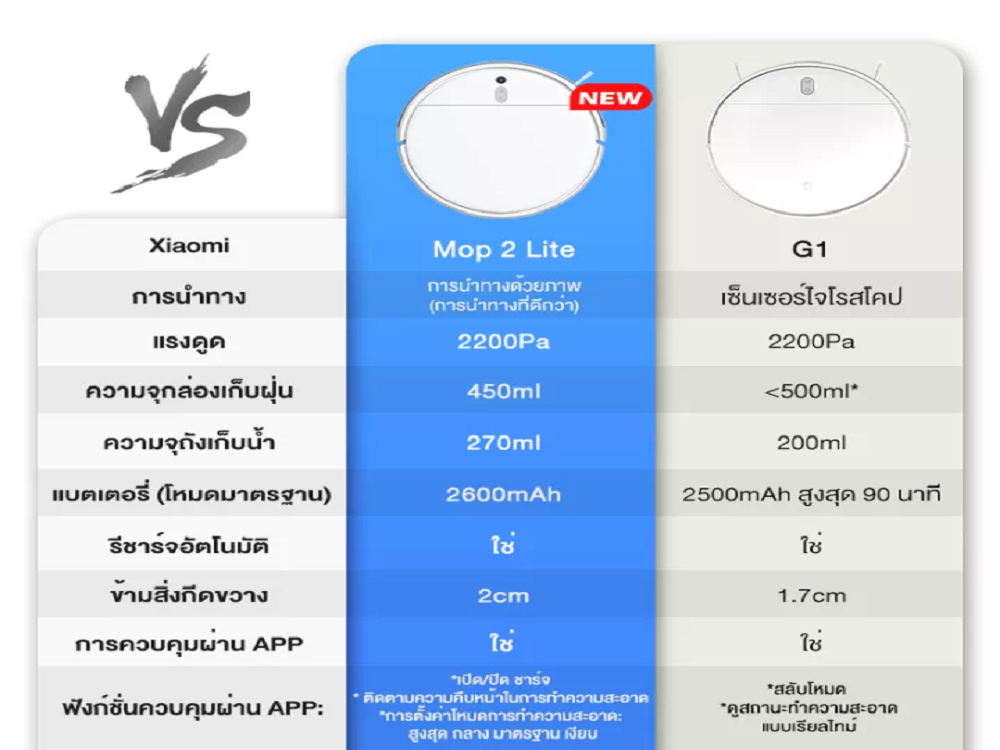 VS
NEW
Xiaomi Mop 2 Lite G1
การนำทาง การนำทางด้วยภาพ (การนำทางที่ดีกว่า) เซ็นเซอร์ไจโรสโคป
แรงดูด 2200Pa 2200Pa
ความจุกล่องเก็บฝุ่น 450ml <500ml*
ความจุถังเก็บน้ำ 270ml 200ml
แบตเตอรี่ (โหมดมาตรฐาน) 2600mAh 2500mAh สูงสุด 90 นาที
รีชาร์จอัตโนมัติ ใช่ ใช่
ข้ามสิ่งกีดขวาง 2cm 1.7cm
การควบคุมผ่าน APP ใช่ ใช่
ฟังก์ชั่นควบคุมผ่าน APP:
*เปิด/ปิด ชาร์จ
* ติดตามความคืบหน้าในการทำความสะอาด
*การตั้งค่าโหมดการทำความสะอาด:
สูงสุด กลาง มาตรฐาน เงียบ
*สลับโหมด
*ดูสถานะทำความสะอาด
แบบเรียลไทม์